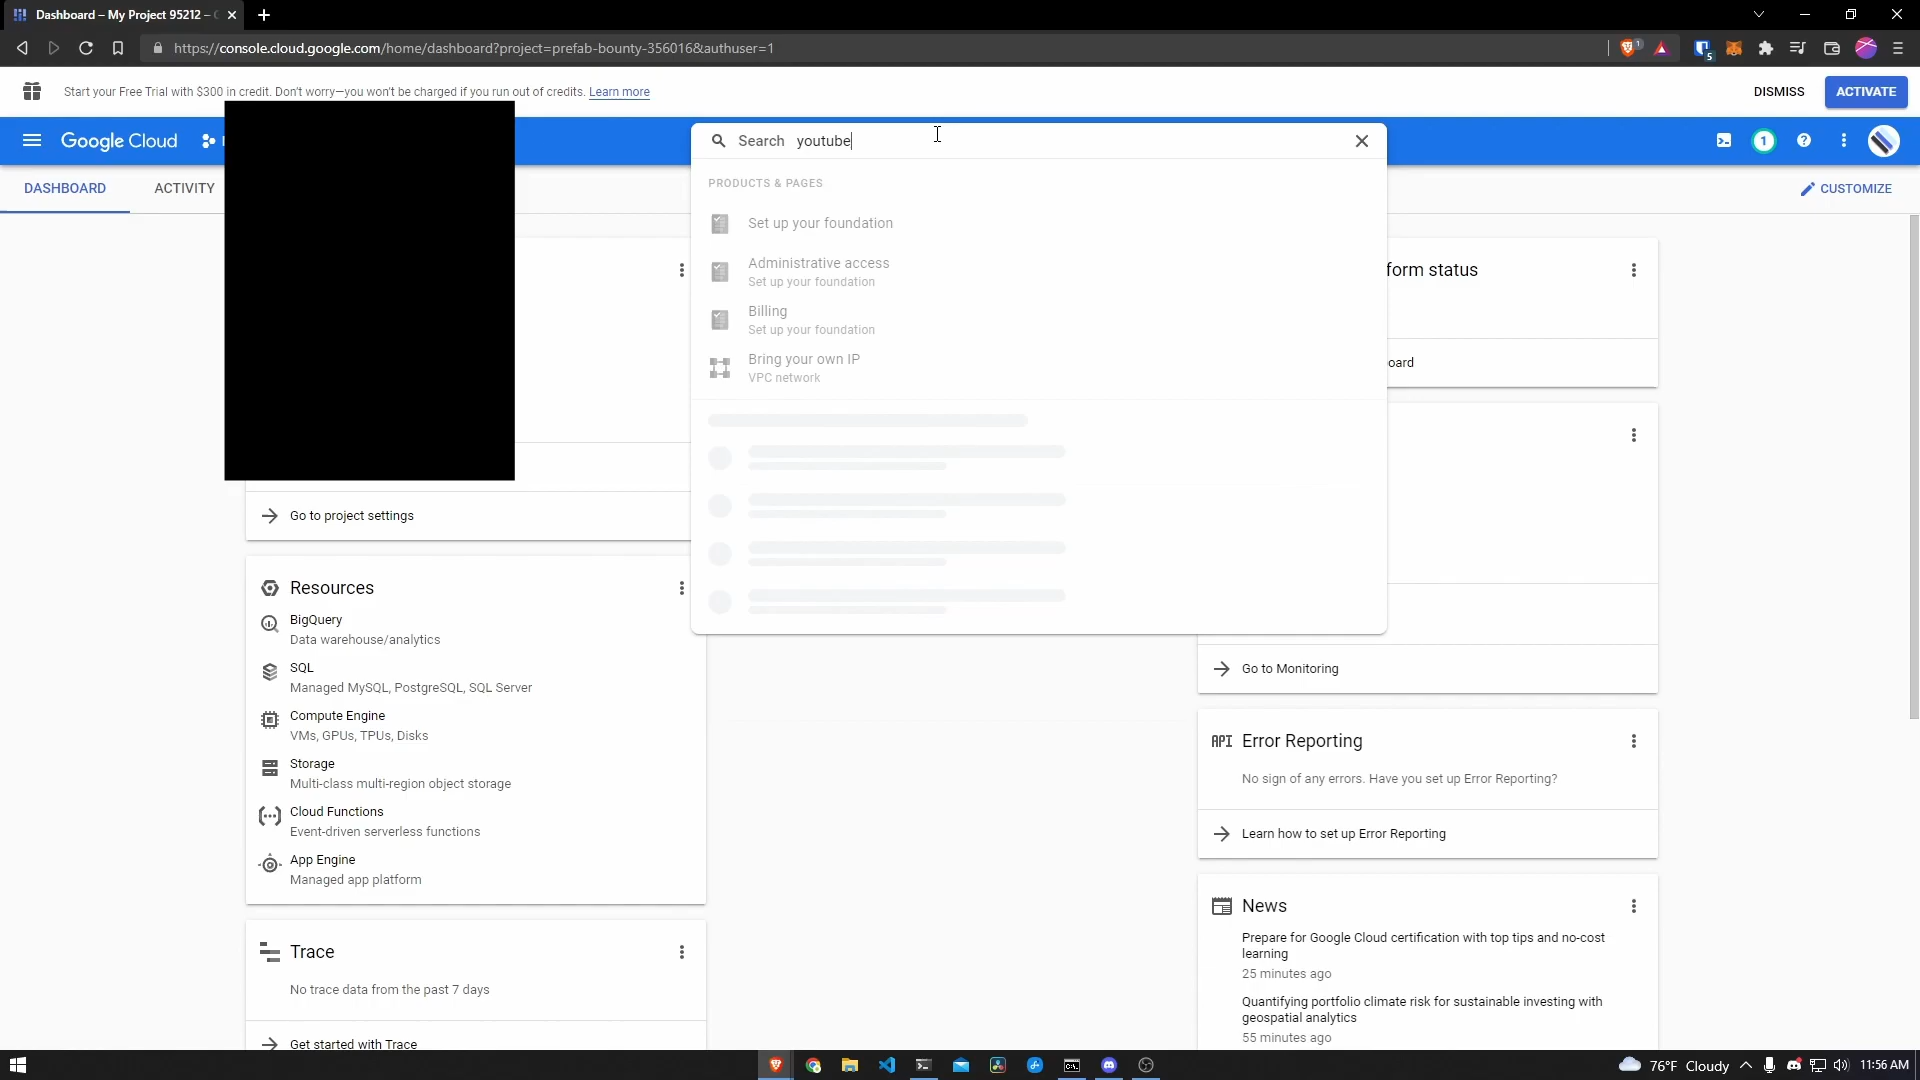 Dashboard – My Project 95212 –
https://console.cloud.google.com/home/dashboard?project=prefab-bounty-356016&authuser=1
1
5
Start your Free Trial with $300 in credit. Don't worry—you won't be charged if you run out of credits. Learn more
DISMISS
ACTIVATE
Google Cloud
Search youtube
1
DASHBOARD
ACTIVITY
CUSTOMIZE
PRODUCTS & PAGES
Set up your foundation
Administrative access
Set up your foundation
Billing
Set up your foundation
Bring your own IP
VPC network
form status
oard
Go to project settings
Resources
BigQuery
Data warehouse/analytics
SQL
Managed MySQL, PostgreSQL, SQL Server
Compute Engine
VMs, GPUs, TPUs, Disks
Storage
Multi-class multi-region object storage
Cloud Functions
Event-driven serverless functions
App Engine
Managed app platform
Trace
No trace data from the past 7 days
Get started with Trace
Go to Monitoring
API Error Reporting
No sign of any errors. Have you set up Error Reporting?
Learn how to set up Error Reporting
News
Prepare for Google Cloud certification with top tips and no-cost
learning
25 minutes ago
Quantifying portfolio climate risk for sustainable investing with
geospatial analytics
55 minutes ago
76°F Cloudy
11:56 AM